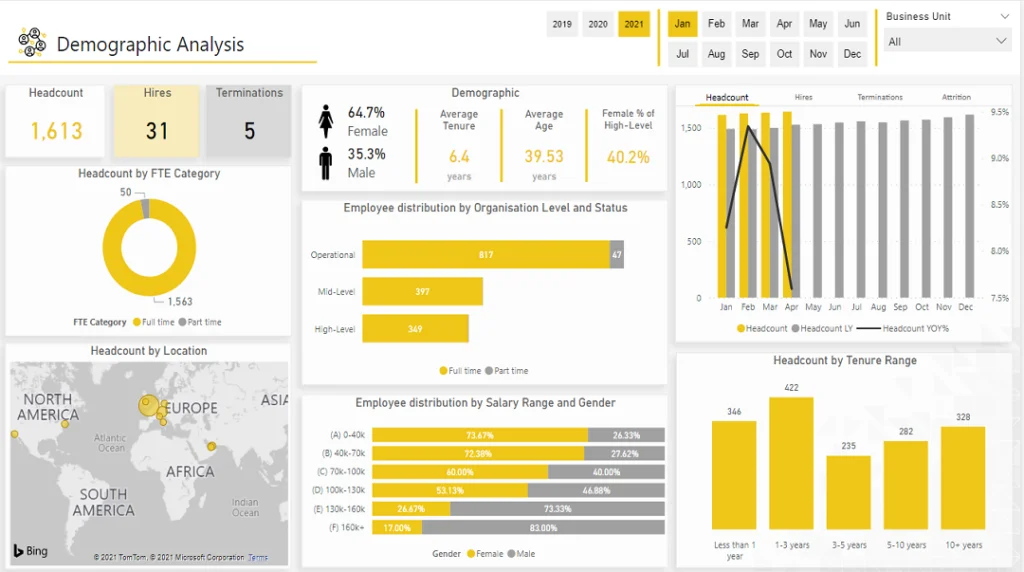 Demographic Analysis
2019 2020 2021
Jan Feb Mar Apr May Jun
Jul Aug Sep Oct Nov Dec
Business Unit
All
Headcount
1,613
Hires
31
Terminations
5
Headcount by FTE Category
50
1,563
FTE Category Full time Part time
Headcount by Location
NORTH
AMERICA
EUROPE
ASIA
Atlantic
Ocean
AFRICA
SOUTH
AMERICA
Indian
Ocean
Bing
© 2021 TomTom, © 2021 Microsoft Corporation Terms
Demographic
64.7%
Female
35.3%
Male
Average
Tenure
6.4
years
Average
Age
39.53
years
Female % of
High-Level
40.2%
Employee distribution by Organisation Level and Status
Operational 817 47
Mid-Level 397
High-Level 349
Full time Part time
Employee distribution by Salary Range and Gender
(A) 0-40k 73.67% 26.33%
(B) 40k-70k 72.38% 27.62%
(C) 70k-100k 60.00% 40.00%
(D) 100k-130k 53.13% 46.88%
(E) 130k-160k 26.67% 73.33%
(F) 160k+ 17.00% 83.00%
Gender Female Male
Headcount Hires Terminations Attrition
1,500
1,000
500
0
9.5%
9.0%
8.5%
8.0%
7.5%
Jan Feb Mar Apr May Jun Jul Aug Sep Oct Nov Dec
Headcount Headcount LY Headcount YOY%
Headcount by Tenure Range
346 422 235 282 328
Less than 1
year
1-3 years 3-5 years 5-10 years 10+ years